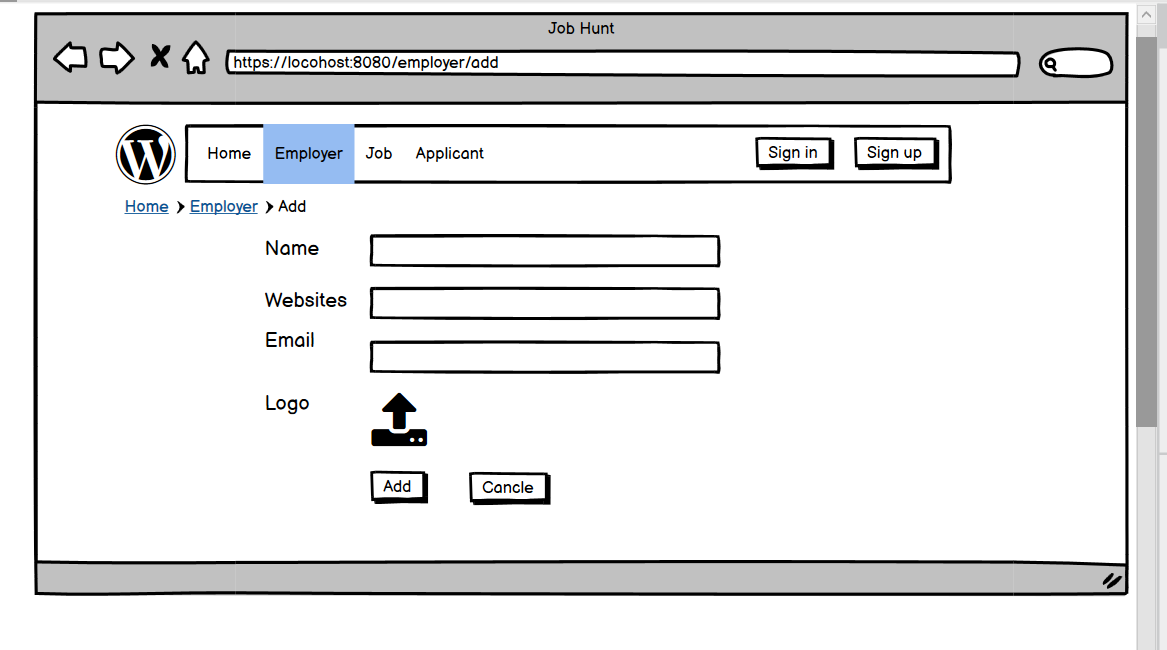 Job Hunt
https://locohost:8080/employer/add
Home Employer Job Applicant Sign in Sign up
Home Employer Add
Name
Websites
Email
Logo
Add Cancle